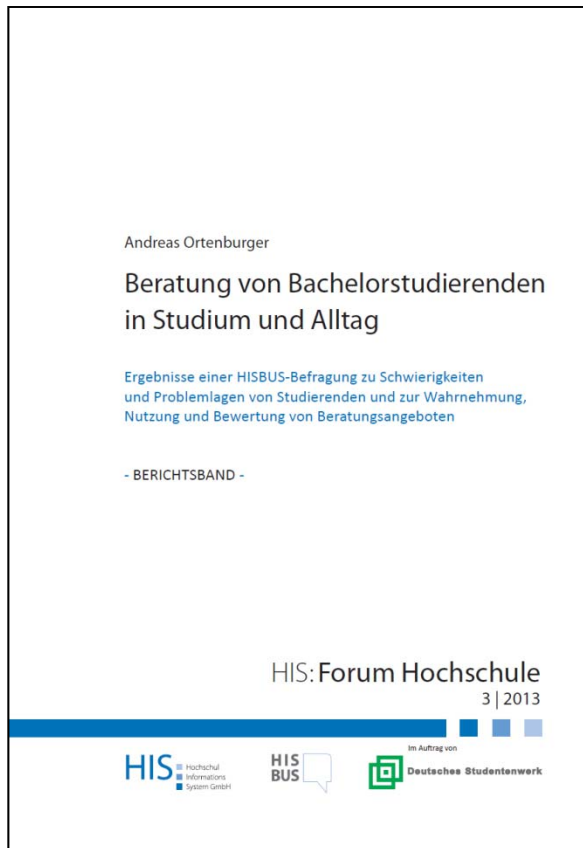 Andreas Ortenburger
Beratung von Bachelorstudierenden
in Studium und Alltag
Ergebnisse einer HISBUS-Befragung zu Schwierigkeiten
und Problemlagen von Studierenden und zur Wahrnehmung,
Nutzung und Bewertung von Beratungsangeboten
- BERICHTSBAND -
HIS:Forum Hochschule
3 | 2013
HIS
Hochschul
Informations
System GmbH
HIS
BUS
Im Auftrag von
Deutsches Studentenwerk